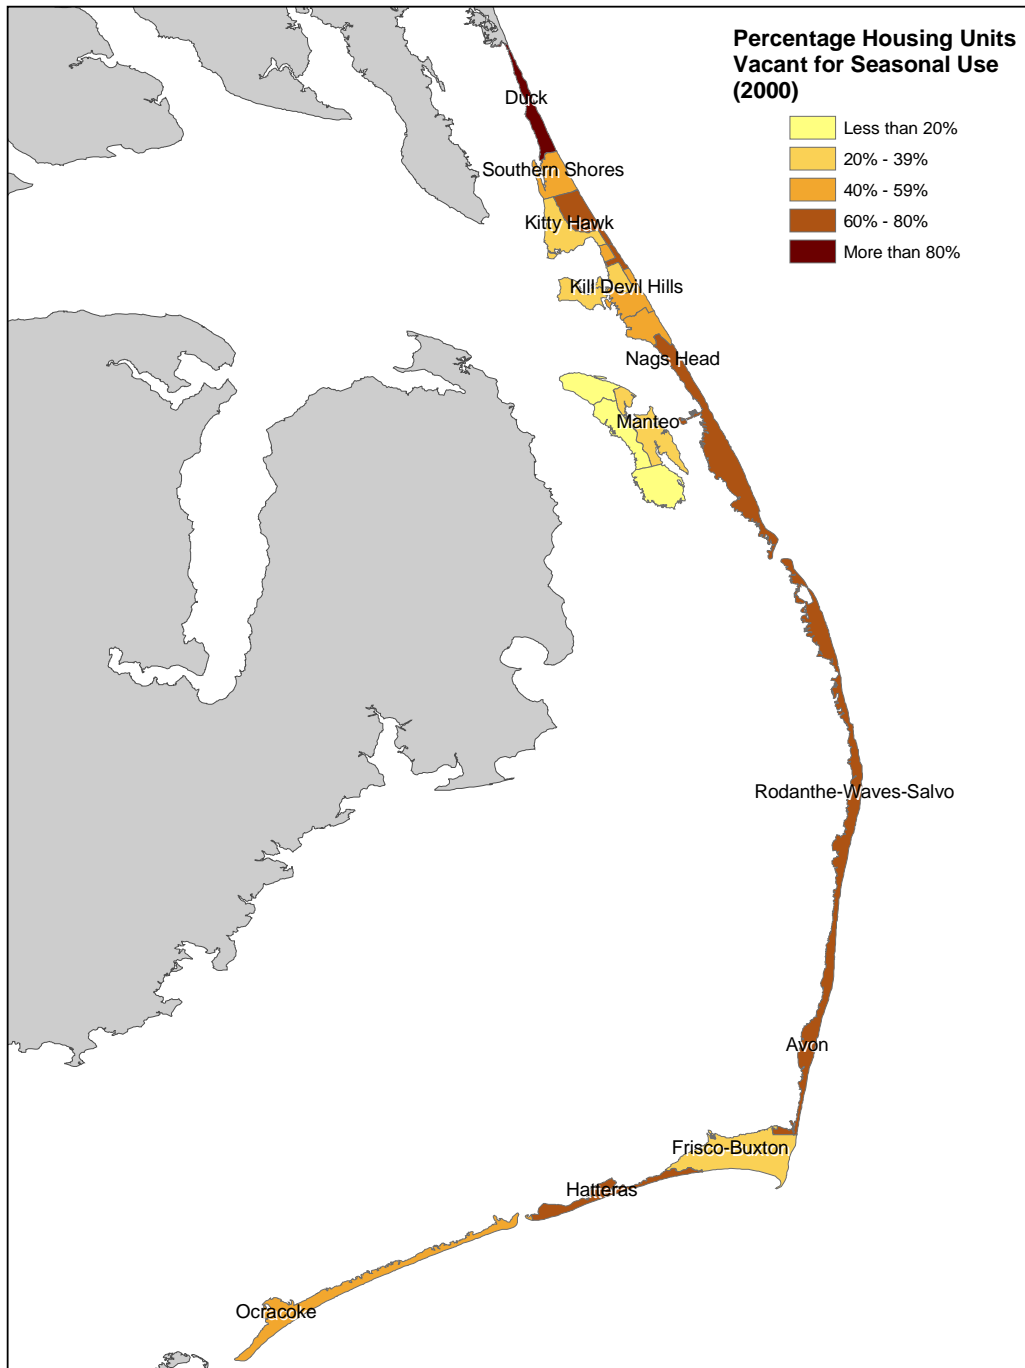 Percentage Housing Units
Vacant for Seasonal Use
(2000)
Less than 20%
20% - 39%
40% - 59%
60% - 80%
More than 80%
Duck
Southern Shores
Kitty Hawk
Kill Devil Hills
Nags Head
Manteo
Rodanthe-Waves-Salvo
Avon
Frisco-Buxton
Hatteras
Ocracoke